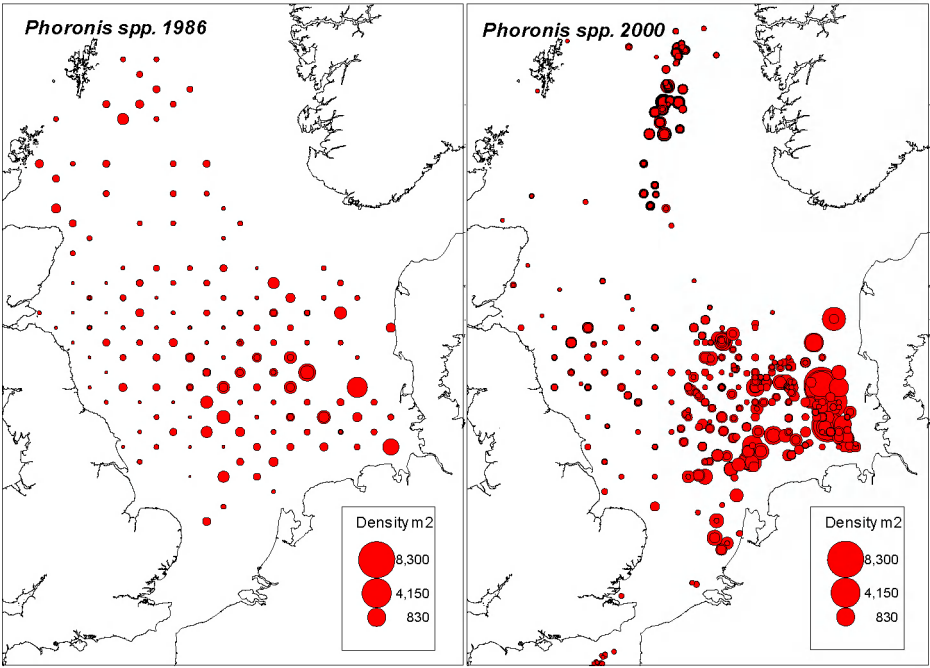 Phoronis spp. 1986
Density m2
8,300
4,150
830
Phoronis spp. 2000
Density m2
8,300
4,150
830